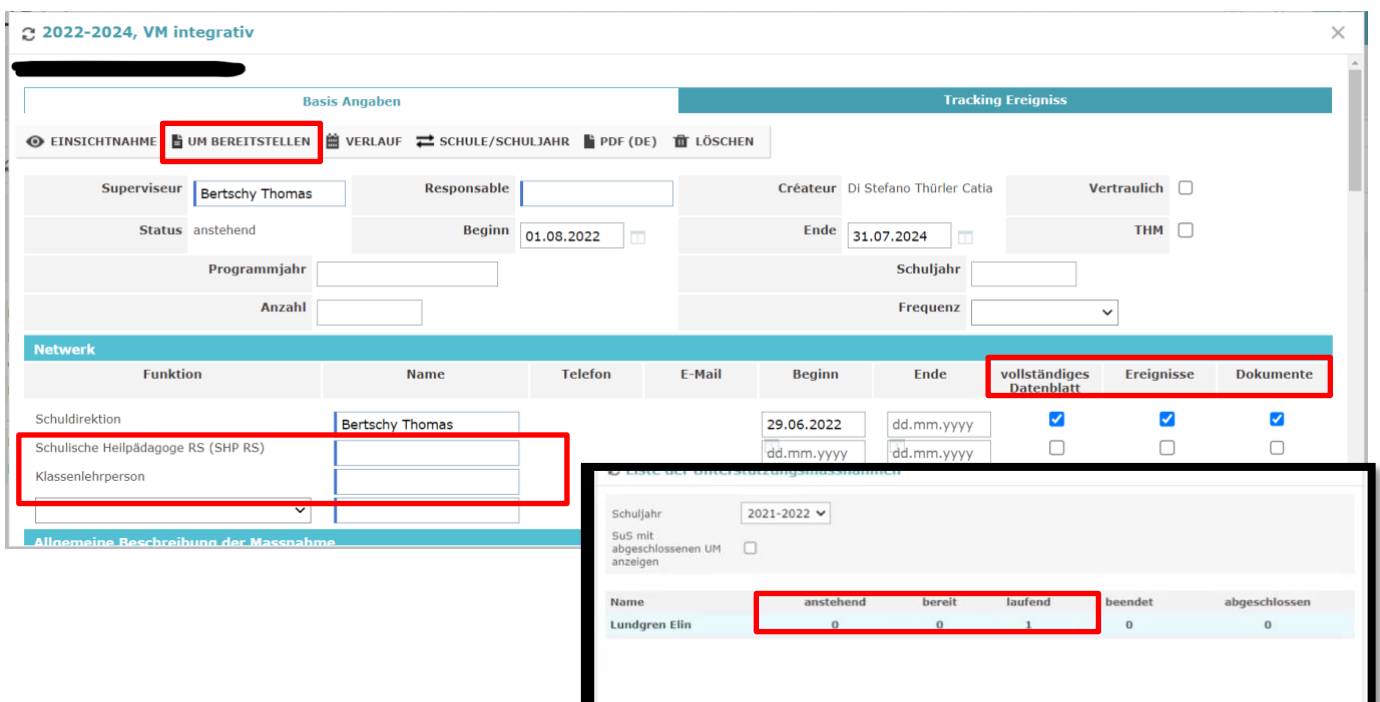 2022-2024, VM integrativ
Basis Angaben Tracking Ereigniss
EINSICHTNAHME UM BEREITSTELLEN VERLAUF SCHULE/SCHULJAHR PDF (DE) LÖSCHEN
Superviseur Bertschy Thomas Responsable Créateur Di Stefano Thürler Catia Vertraulich
Status anstehend Beginn 01.08.2022 Ende 31.07.2024 THM
Programmjahr Schuljahr
Anzahl Frequenz
Netwerk
Funktion Name Telefon E-Mail Beginn Ende vollständiges Datenblatt Ereignisse Dokumente
Schuldirektion Bertschy Thomas 29.06.2022 dd.mm.yyyy
Schulische Heilpädagoge RS (SHP RS) dd.mm.yyyy dd.mm.yyyy
Klassenlehrperson
Allgemeine Beschreibung der Massnahme
Liste der Unterstützungsmassnahmen
Schuljahr 2021-2022
SuS mit
abgeschlossenen UM
anzeigen
Name anstehend bereit laufend beendet abgeschlossen
Lundgren Elin 0 0 1 0 0